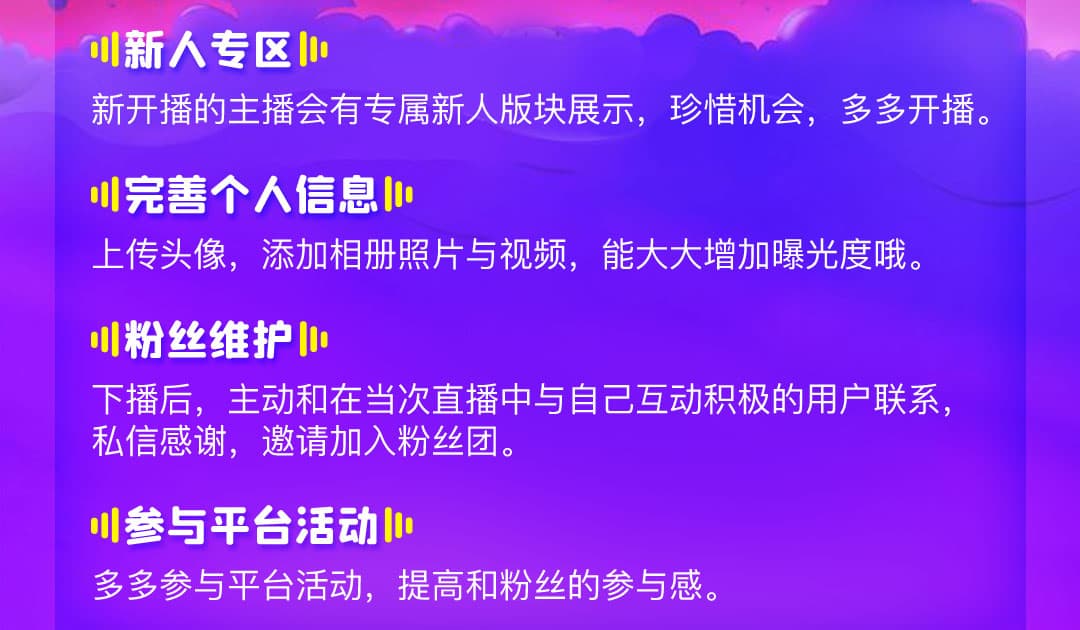 新人专区
新开播的主播会有专属新人版块展示，珍惜机会，多多开播。
完善个人信息
上传头像，添加相册照片与视频，能大大增加曝光度哦。
粉丝维护
下播后，主动和在当次直播中与自己互动积极的用户联系，
私信感谢，邀请加入粉丝团。
参与平台活动
多多参与平台活动，提高和粉丝的参与感。